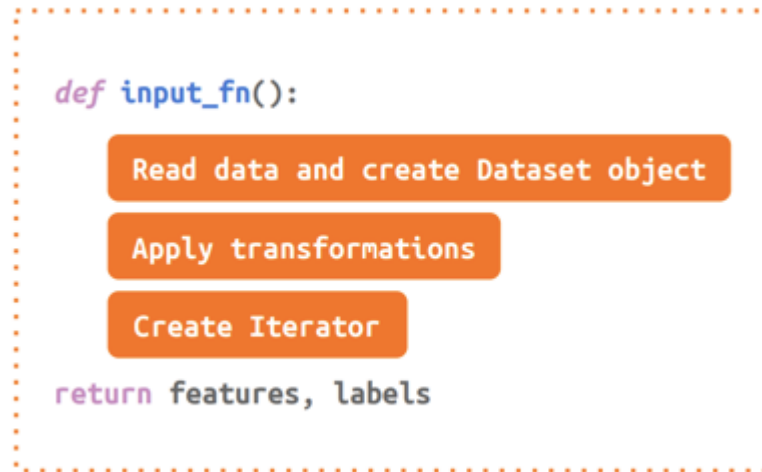 def input_fn():
Read data and create Dataset object
Apply transformations
Create Iterator
return features, labels